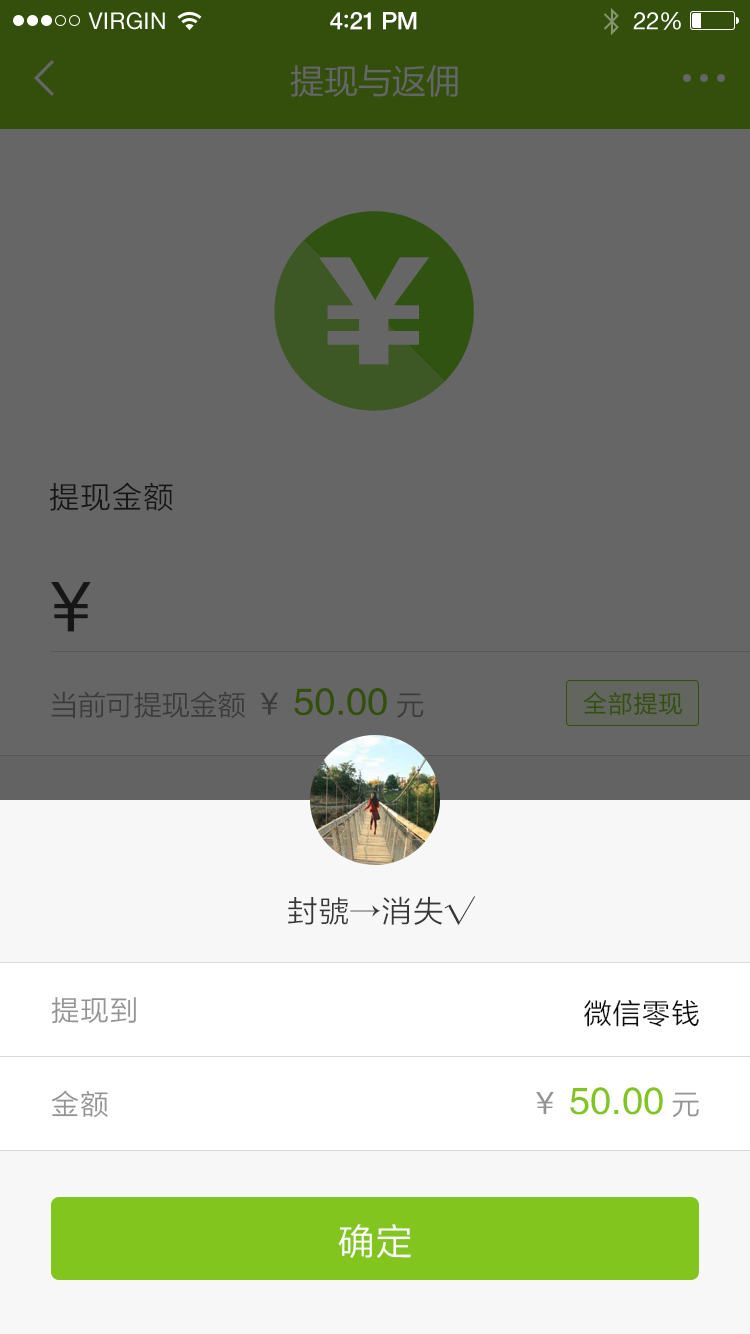 VIRGIN 4:21 PM 22%
提现与返佣
¥
提现金额
¥
当前可提现金额 ¥ 50.00 元 全部提现
封號→消失√
提现到 微信零钱
金额 ¥ 50.00 元
确定